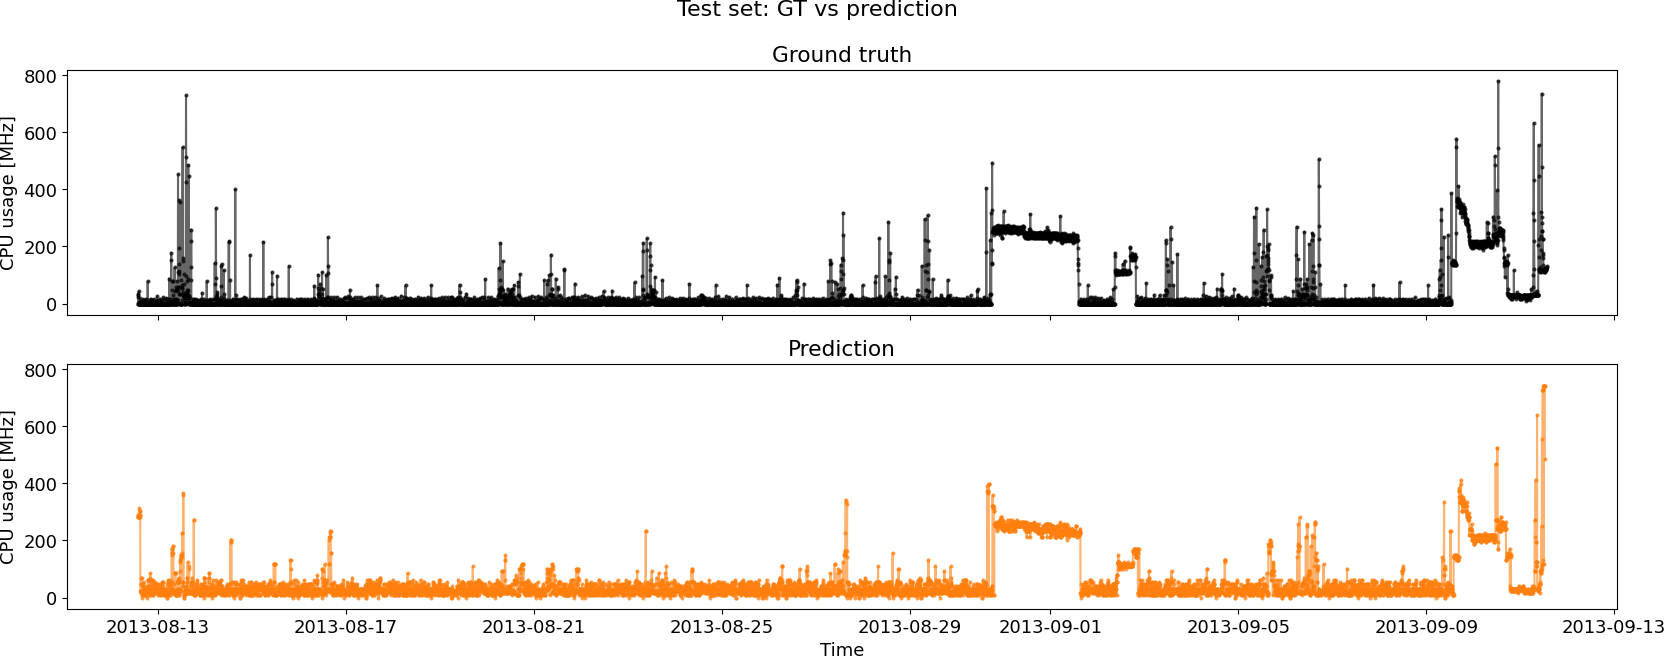 Test set: GT vs prediction
Ground truth
CPU usage [MHz]
800
600
400
200
0
Prediction
CPU usage [MHz]
800
600
400
200
0
2013-08-13 2013-08-17 2013-08-21 2013-08-25 2013-08-29 2013-09-01 2013-09-05 2013-09-09 2013-09-13
Time